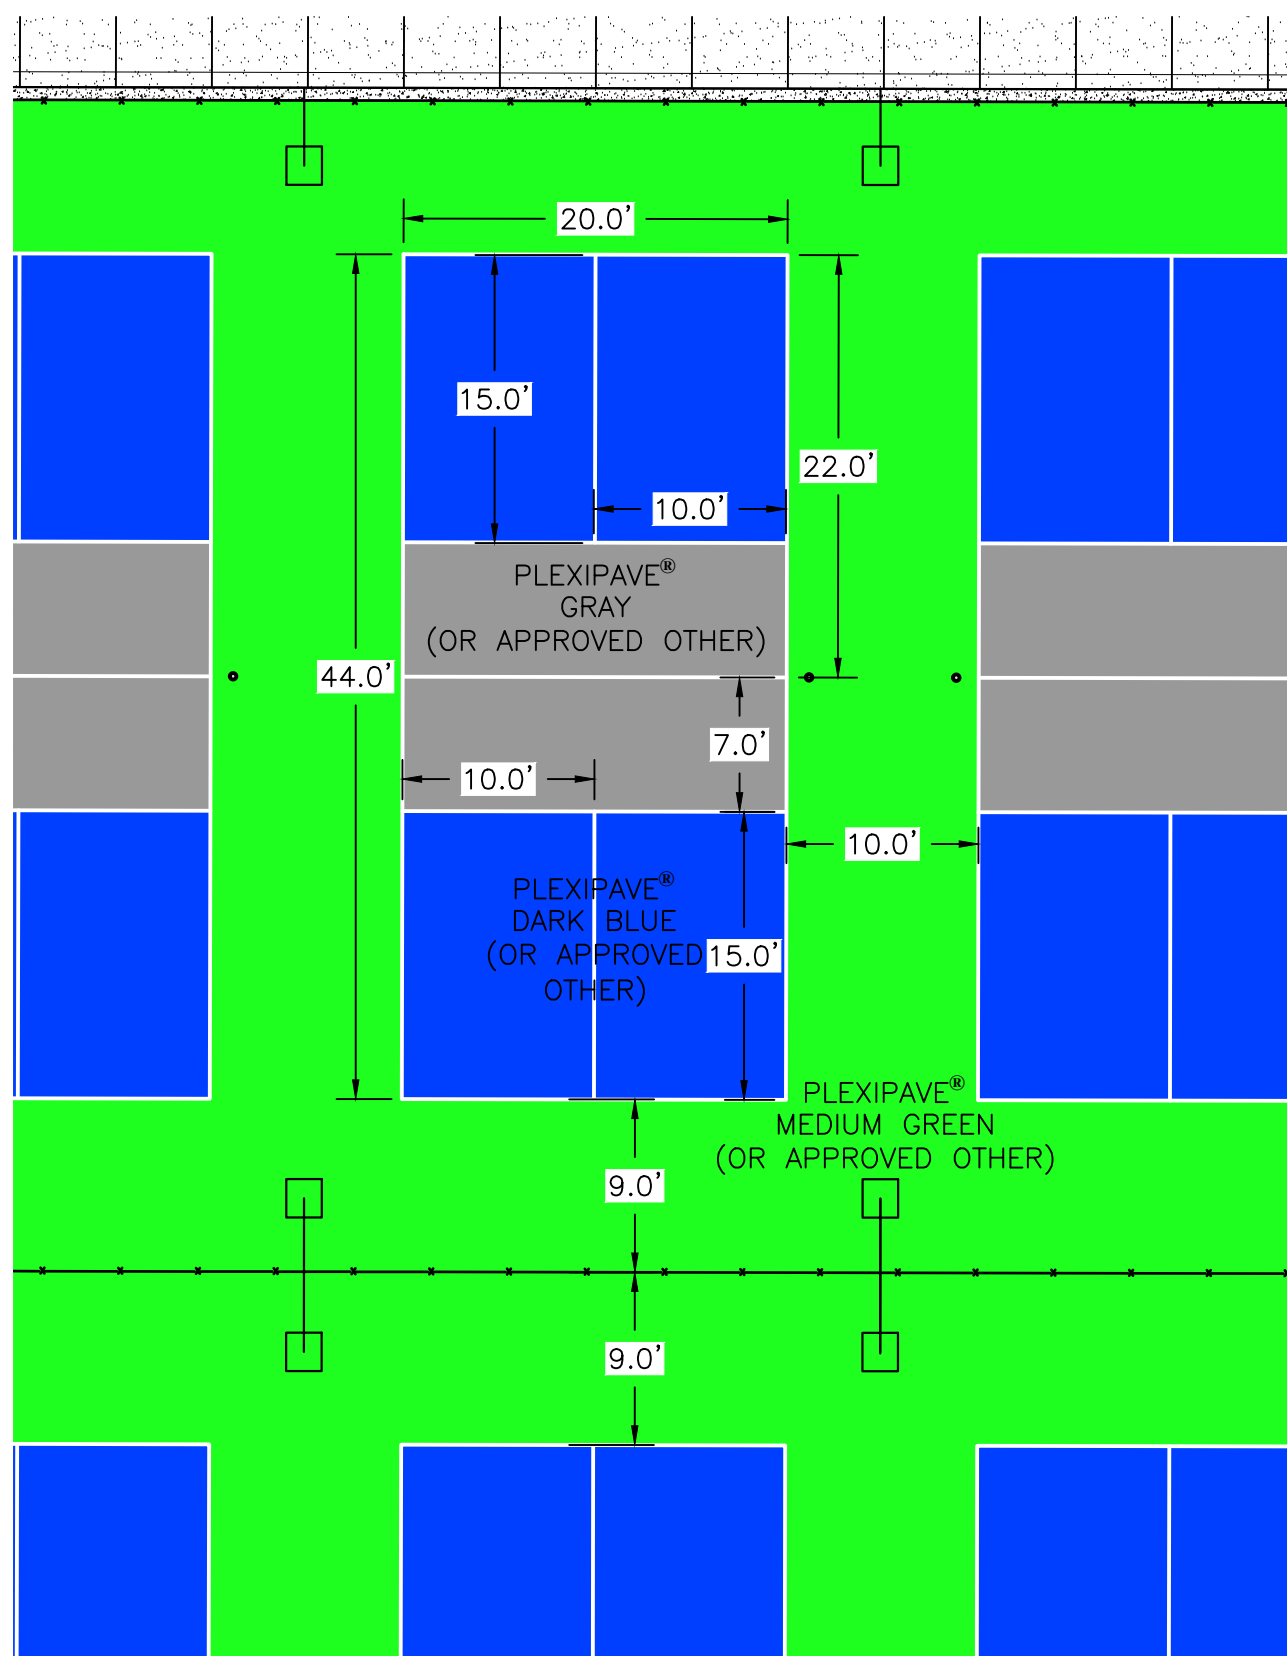 20.0'
15.0'
22.0'
10.0'
PLEXIPAVE®
GRAY
(OR APPROVED OTHER)
44.0'
7.0'
10.0'
10.0'
PLEXIPAVE®
DARK BLUE
(OR APPROVED
OTHER)
15.0'
PLEXIPAVE®
MEDIUM GREEN
(OR APPROVED OTHER)
9.0'
9.0'